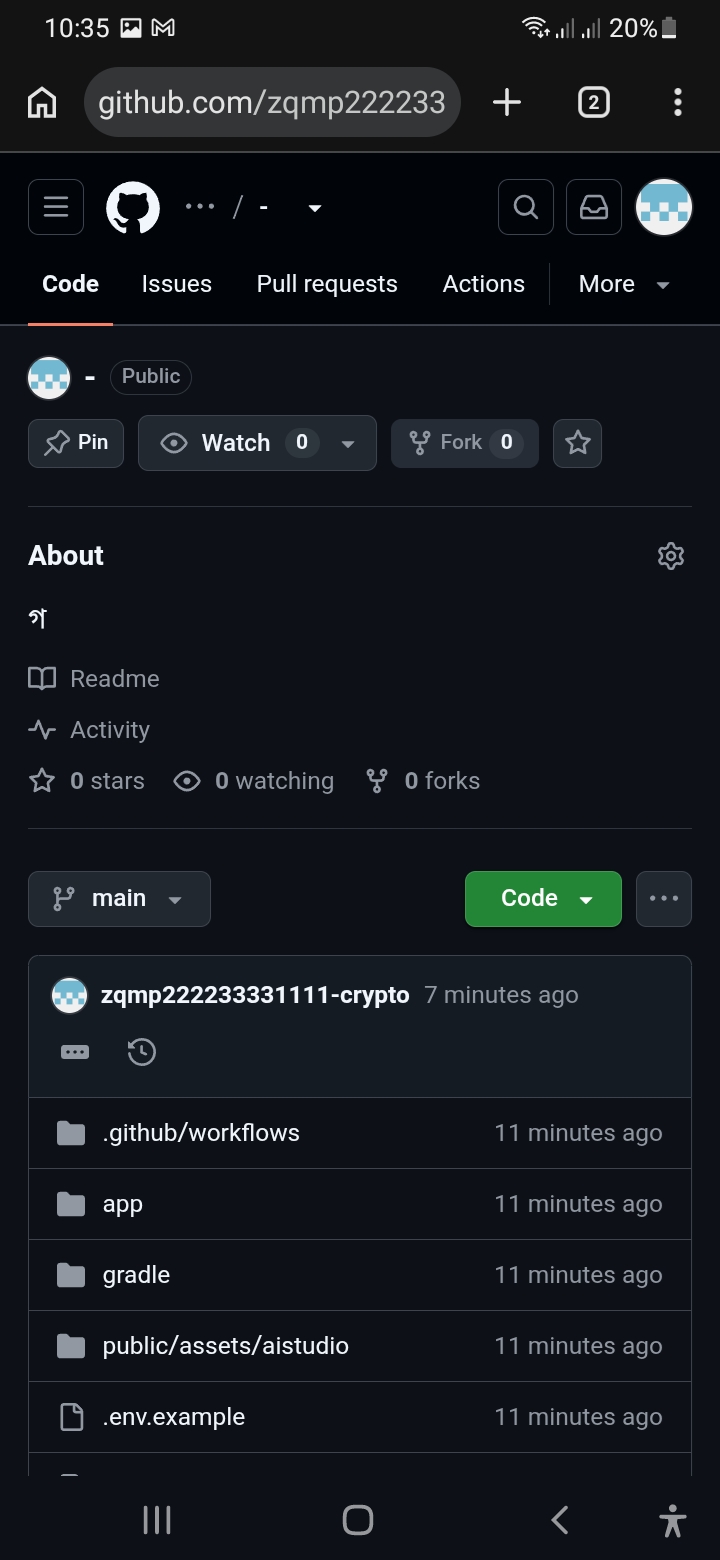 10:35 20%
github.com/zqmp222233 2
... / -
Code Issues Pull requests Actions More
- Public
Pin Watch 0 Fork 0
About
গ
Readme
Activity
0 stars 0 watching 0 forks
main Code
zqmp222233331111-crypto 7 minutes ago
.github/workflows 11 minutes ago
app 11 minutes ago
gradle 11 minutes ago
public/assets/aistudio 11 minutes ago
.env.example 11 minutes ago